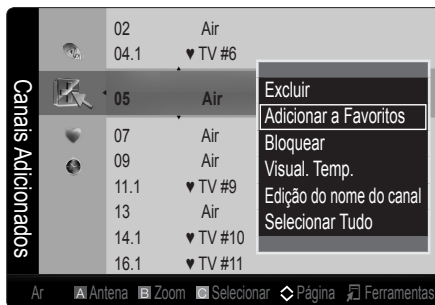 Canais Adicionados
02 Air
04.1 ♥ TV #6
05 Air
07 Air
09 Air
11.1 ♥ TV #9
13 Air
14.1 ♥ TV #10
16.1 ♥ TV #11
Excluir
Adicionar a Favoritos
Bloquear
Visual. Temp.
Edição do nome do canal
Selecionar Tudo
Ar A Antena B Zoom C Selecionar Página Ferramentas